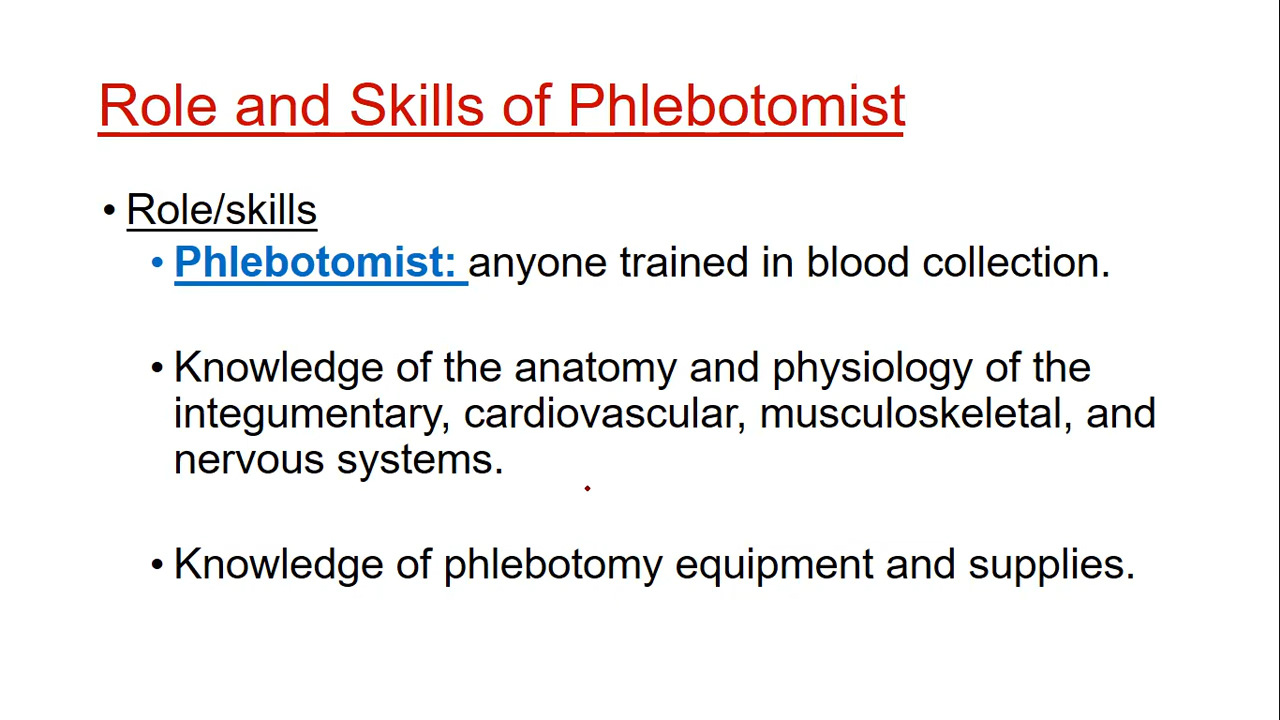 Role and Skills of Phlebotomist
• Role/skills
• Phlebotomist: anyone trained in blood collection.
• Knowledge of the anatomy and physiology of the
integumentary, cardiovascular, musculoskeletal, and
nervous systems.
• Knowledge of phlebotomy equipment and supplies.